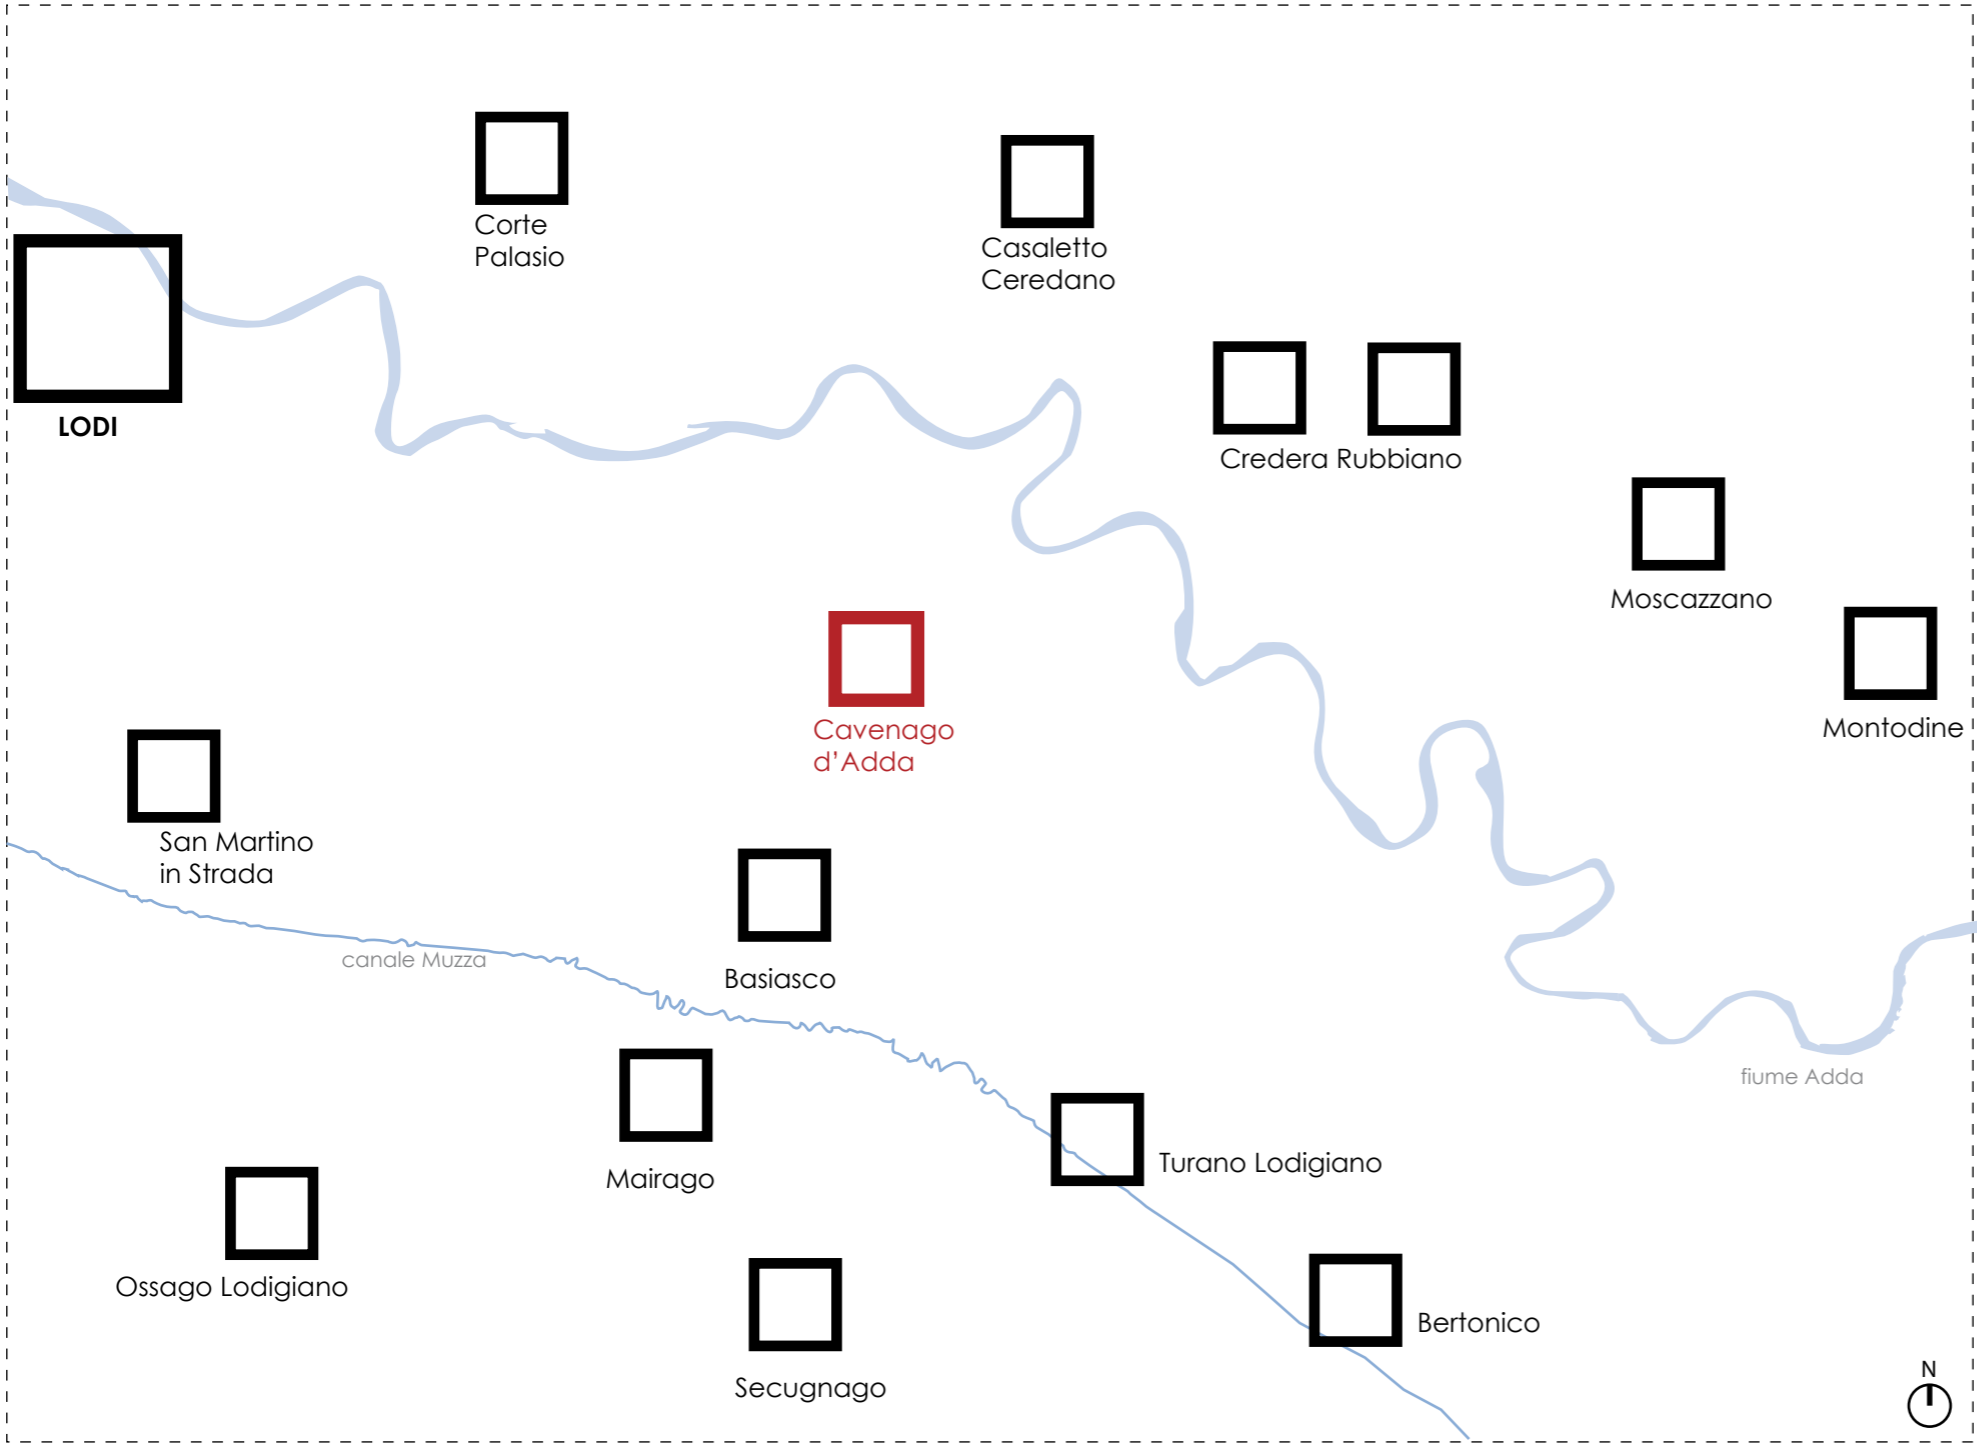 Corte
Palasio
Casaletto
Ceredano
LODI
Credera Rubbiano
Moscazzano
Cavenago
d’Adda
Montodine
San Martino
in Strada
canale Muzza
Basiasco
fiume Adda
Mairago
Turano Lodigiano
Ossago Lodigiano
Bertonico
Secugnago
N